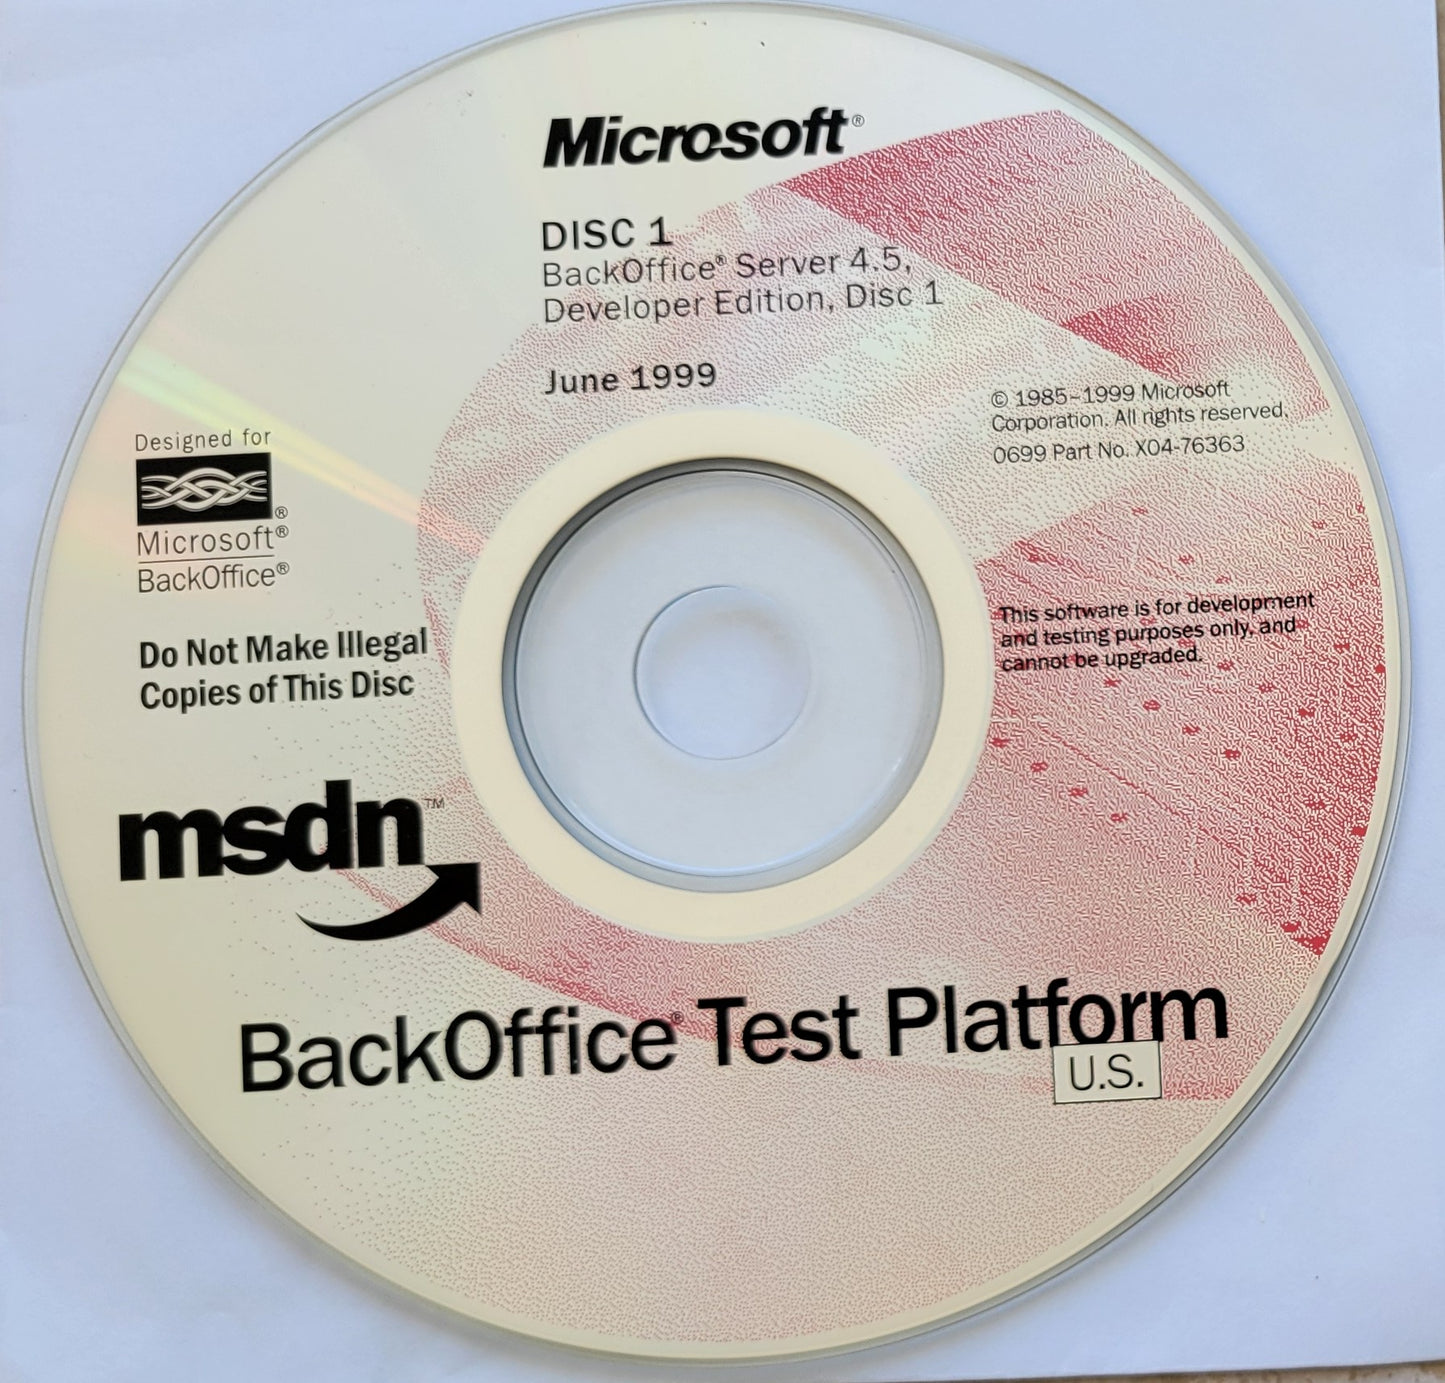 Microsoft®
DISC 1
BackOffice® Server 4.5,
Developer Edition, Disc 1
June 1999
© 1985–1999 Microsoft
Corporation. All rights reserved.
0699 Part No. X04-76363
Designed for
®
Microsoft®
BackOffice®
This software is for development
and testing purposes only, and
cannot be upgraded.
Do Not Make Illegal
Copies of This Disc
msdn™
BackOffice® Test Platform
U.S.